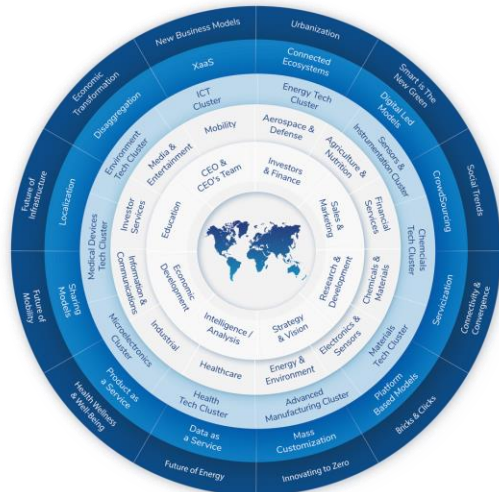 Urbanization
Smart is The
New Green
Social Trends
Connectivity &
Convergence
Bricks & Clicks
Innovating to Zero
Future of Energy
Health Wellness
& Well-Being
Future of
Mobility
Future of
Infrastructure
Economic
Transformation
New Business Models
Connected
Ecosystems
Digital Led
Models
CrowdSourcing
Servicization
Platform
Based Models
Mass
Customization
Data as
a Service
Product as
a Service
Sharing
Models
Localization
Disaggregation
XaaS
Energy Tech
Cluster
Sensors &
Instrumentation Cluster
Chemcials
Tech Cluster
Materials
Tech Cluster
Advanced
Manufacturing Cluster
Health
Tech Cluster
Microelectronics
Cluster
Medical Devices
Tech Cluster
Environment
Tech Cluster
ICT
Cluster
Aerospace &
Defense
Agriculture &
Nutrition
Financial
Services
Chemicals &
Materials
Electronics &
Sensors
Energy &
Environment
Healthcare
Industrial
Information &
Communications
Investor
Services
Education
Media &
Entertainment
Mobility
Investors
& Finance
Sales &
Marketing
Research &
Development
Strategy
& Vision
Intelligence /
Analysis
Economic
Development
CEO &
CEO's Team